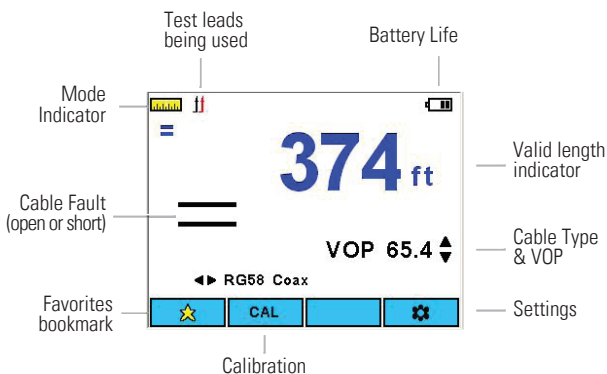 Test leads
being used
Battery Life
Mode
Indicator
374 ft
Valid length
indicator
Cable Fault
(open or short)
VOP 65.4
Cable Type
& VOP
RG58 Coax
Favorites
bookmark
CAL
Settings
Calibration